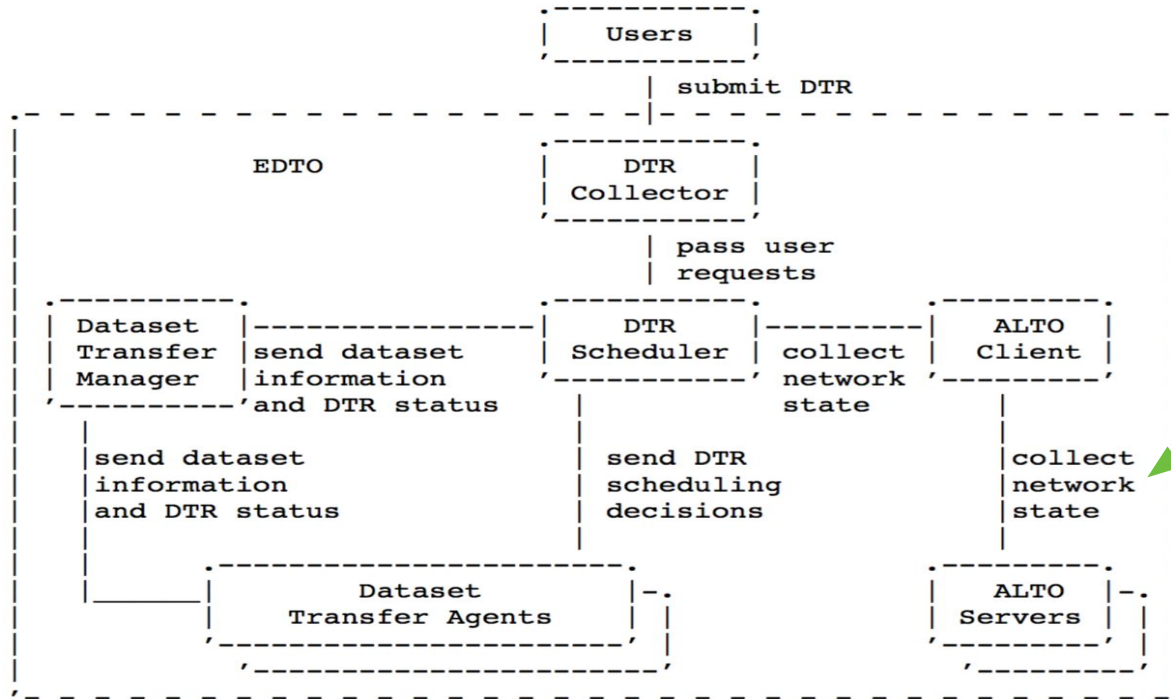 Users
submit DTR
EDTO
DTR
Collector
pass user
requests
Dataset
Transfer
Manager
send dataset
information
and DTR status
DTR
Scheduler
collect
network
state
ALTO
Client
send dataset
information
and DTR status
send DTR
scheduling
decisions
collect
network
state
Dataset
Transfer Agents
ALTO
Servers